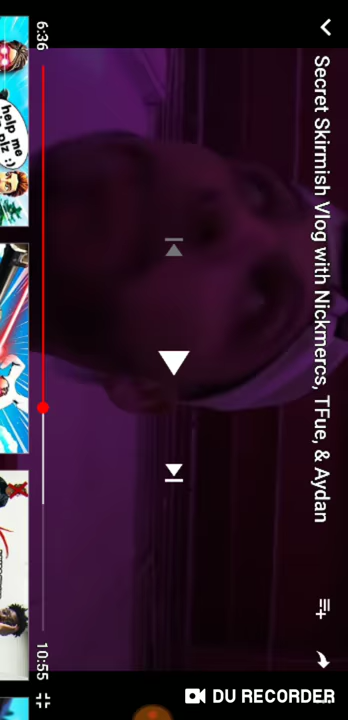 Secret Skirmish Vlog with Nickmercs, TFue, & Aydan
6:36
10:55
help me
plz :)
DU RECORDER